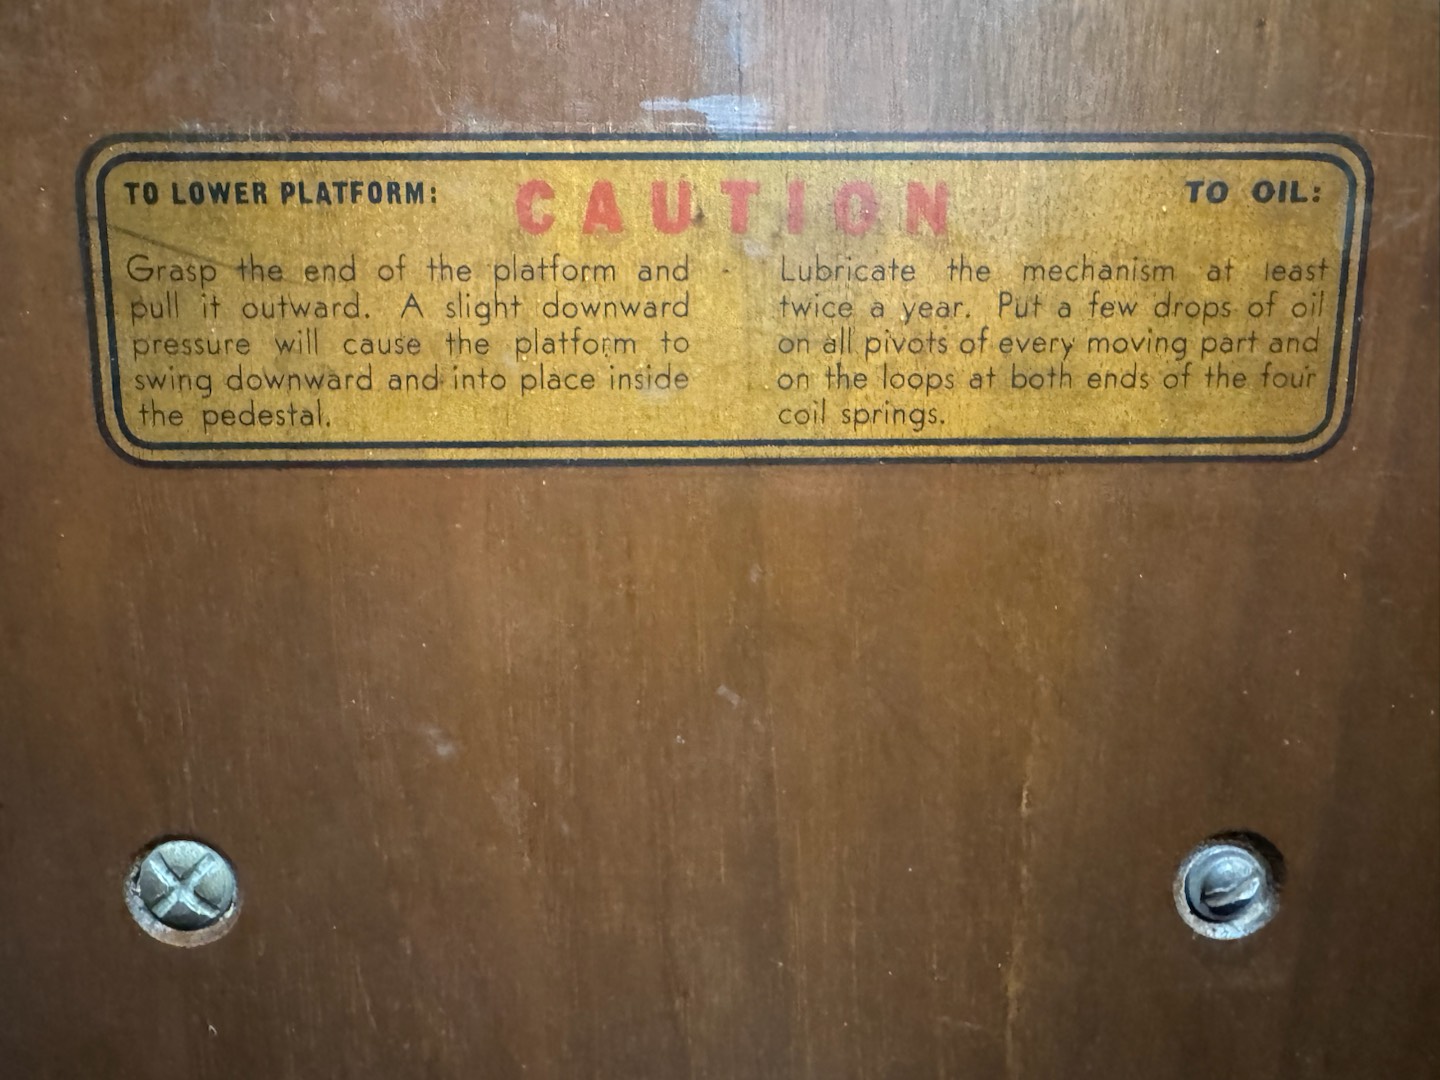 CAUTION
TO LOWER PLATFORM:
Grasp the end of the platform and
pull it outward. A slight downward
pressure will cause the platform to
swing downward and into place inside
the pedestal.
TO OIL:
Lubricate the mechanism at least
twice a year. Put a few drops of oil
on all pivots of every moving part and
on the loops at both ends of the four
coil springs.